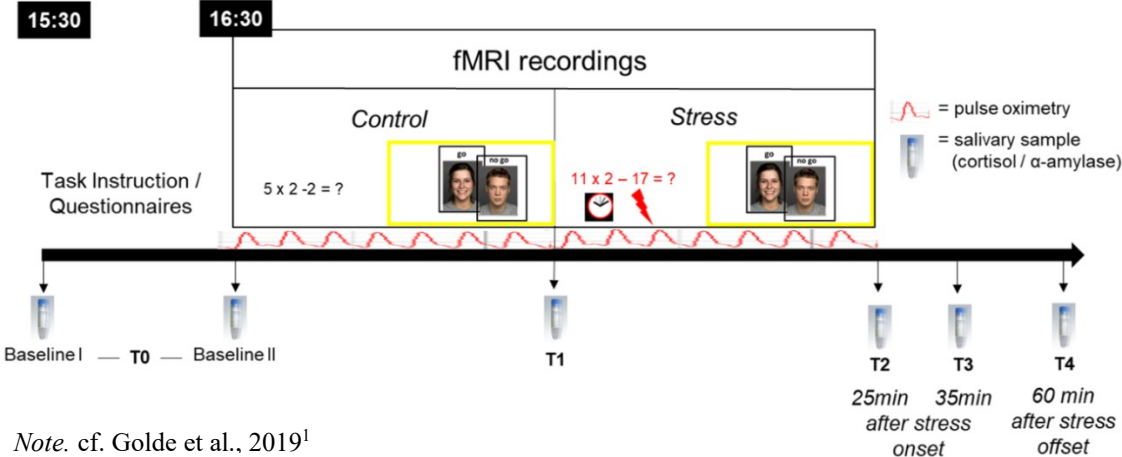 15:30
16:30
fMRI recordings
Control
Stress
= pulse oximetry
= salivary sample
(cortisol / α-amylase)
Task Instruction /
Questionnaires
5 x 2 -2 = ?
go
no go
11 x 2 – 17 = ?
go
no go
Baseline I — T0 — Baseline II
T1
T2
T3
T4
25min
after stress
onset
35min
60 min
after stress
offset
Note. cf. Golde et al., 2019¹